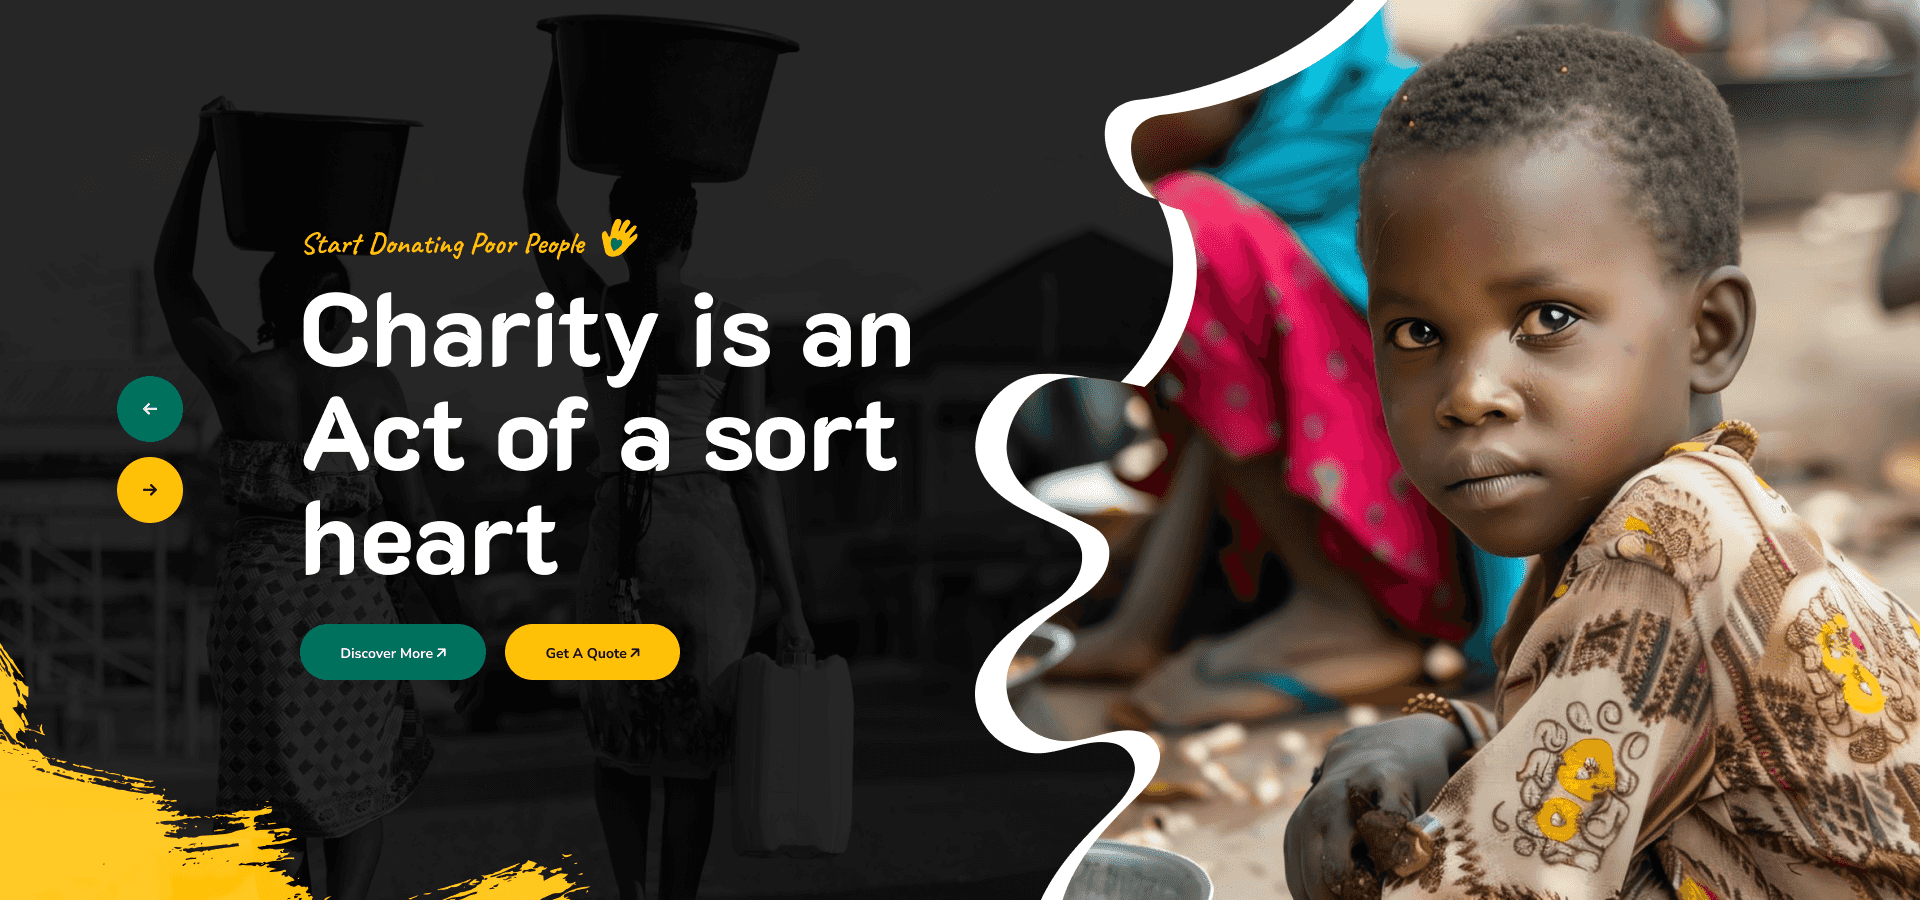 Start Donating Poor People
Charity is an
Act of a sort
heart
Discover More
Get A Quote